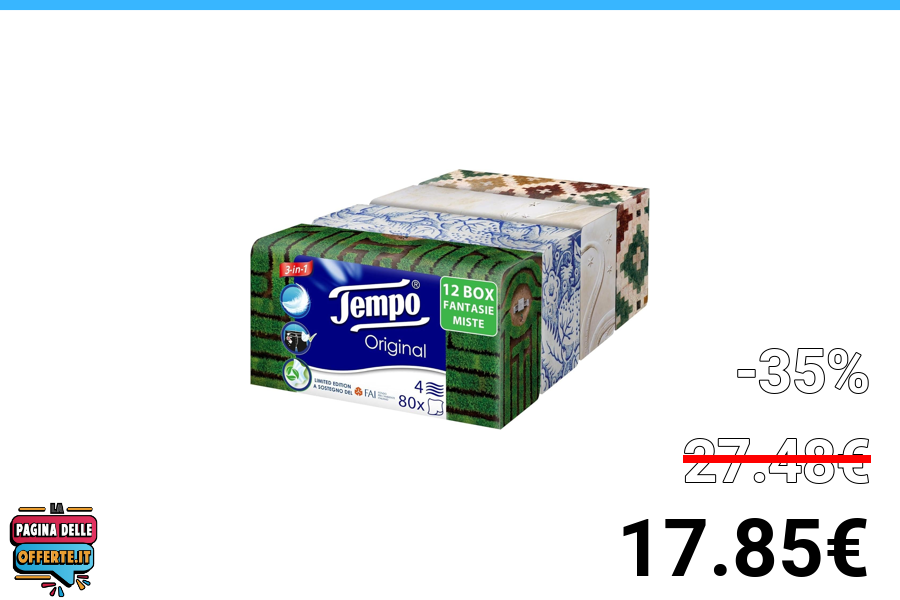 3-in-1
Tempo®
Original
12 BOX
FANTASIE
MISTE
LIMITED EDITION
A SOSTEGNO DEL
FAI
4
80x
-35%
27.48€
17.85€
LA
PAGINA DELLE
OFFERTE.IT